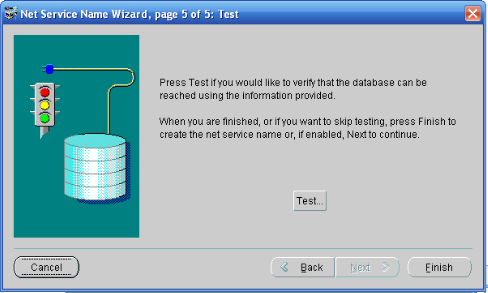 Net Service Name Wizard, page 5 of 5: Test
Press Test if you would like to verify that the database can be
reached using the information provided.
When you are finished, or if you want to skip testing, press Finish to
create the net service name or, if enabled, Next to continue.
Test...
Cancel
Back
Next
Finish